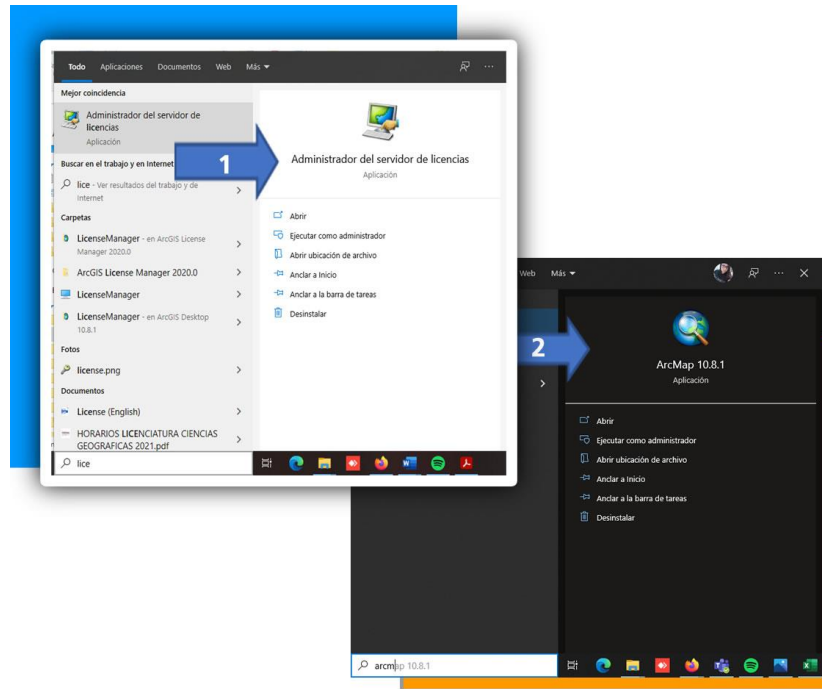 Todo Aplicaciones Documentos Web Más
Mejor coincidencia
Administrador del servidor de
licencias
Aplicación
Buscar en el trabajo y en Internet
lice - Ver resultados del trabajo y de
Internet
Carpetas
LicenseManager - en ArcGIS License
Manager 2020.0
ArcGIS License Manager 2020.0
LicenseManager
LicenseManager - en ArcGIS Desktop
10.8.1
Fotos
license.png
Documentos
License (English)
HORARIOS LICENCIATURA CIENCIAS
GEOGRAFICAS 2021.pdf
lice
1
Administrador del servidor de licencias
Aplicación
Abrir
Ejecutar como administrador
Abrir ubicación de archivo
Anclar a Inicio
Anclar a la barra de tareas
Desinstalar
Web Más
2
ArcMap 10.8.1
Aplicación
Abrir
Ejecutar como administrador
Abrir ubicación de archivo
Anclar a Inicio
Anclar a la barra de tareas
Desinstalar
arcmap 10.8.1